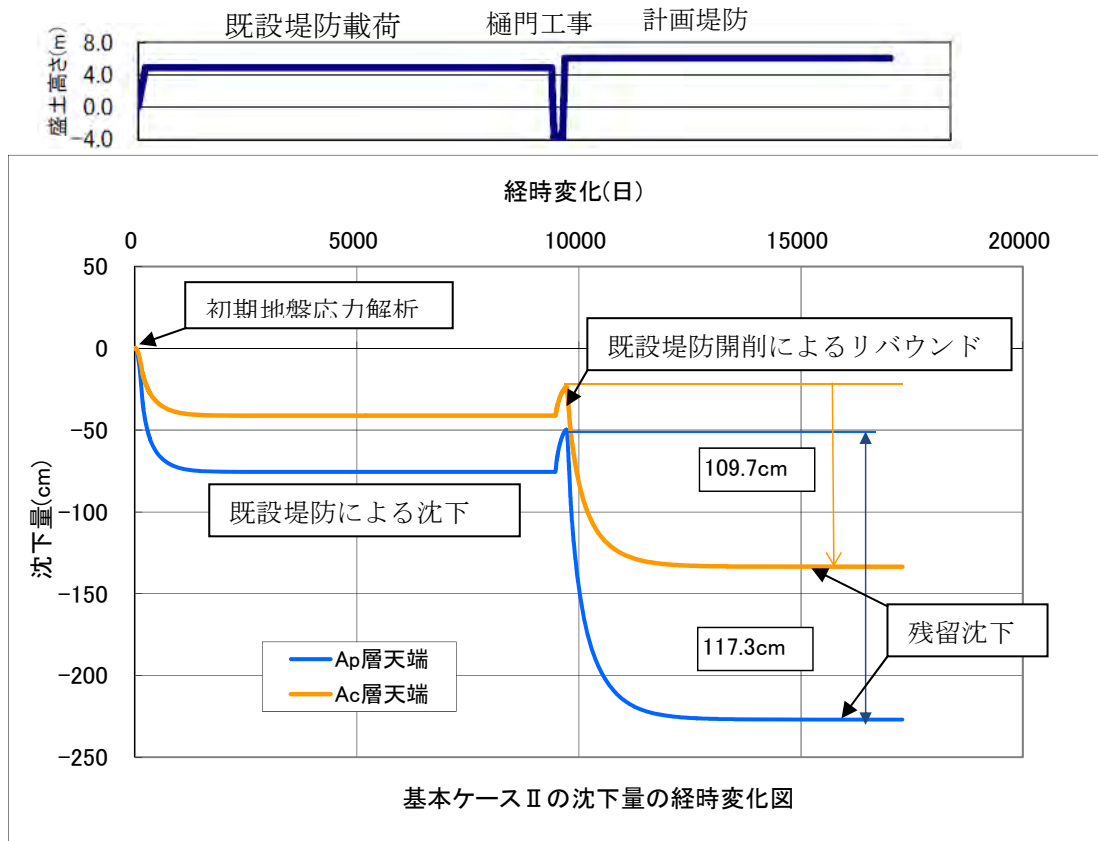 既設堤防載荷 樋門工事 計画堤防
盛土高さ(m)
8.0
4.0
0.0
-4.0
経時変化(日)
0 5000 10000 15000 20000
沈下量(cm)
50
0
-50
-100
-150
-200
-250
初期地盤応力解析
既設堤防開削によるリバウンド
109.7cm
既設堤防による沈下
117.3cm
残留沈下
Ap層天端
Ac層天端
基本ケースⅡの沈下量の経時変化図